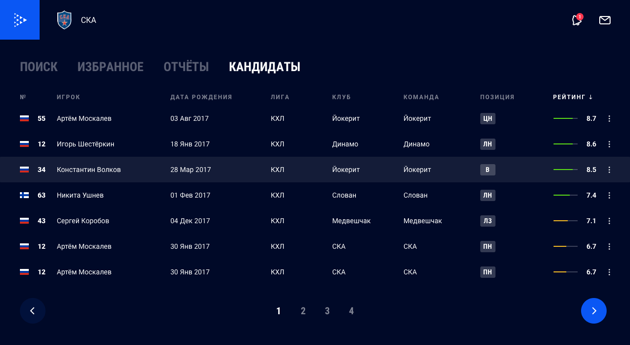 СКА
1
ПОИСК ИЗБРАННОЕ ОТЧЁТЫ КАНДИДАТЫ
№ ИГРОК ДАТА РОЖДЕНИЯ ЛИГА КЛУБ КОМАНДА ПОЗИЦИЯ РЕЙТИНГ ↓
55 Артём Москалев 03 Авг 2017 КХЛ Йокерит Йокерит ЦН 8.7
12 Игорь Шестёркин 18 Янв 2017 КХЛ Динамо Динамо ЛН 8.6
34 Константин Волков 28 Мар 2017 КХЛ Йокерит Йокерит В 8.5
63 Никита Ушнев 01 Фев 2017 КХЛ Слован Слован ЛН 7.4
43 Сергей Коробов 04 Дек 2017 КХЛ Медвешчак Медвешчак ЛЗ 7.1
12 Артём Москалев 30 Янв 2017 КХЛ СКА СКА ПН 6.7
12 Артём Москалев 30 Янв 2017 КХЛ СКА СКА ПН 6.7
1 2 3 4